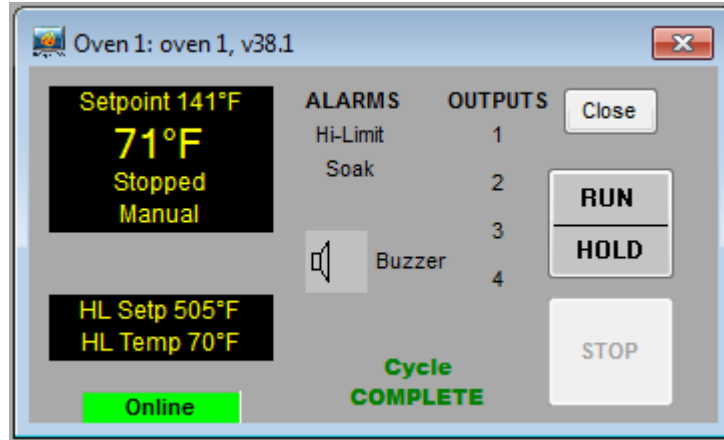 Oven 1: oven 1, v38.1
Setpoint 141°F
71°F
Stopped
Manual
HL Setp 505°F
HL Temp 70°F
Online
ALARMS
Hi-Limit
Soak
Buzzer
OUTPUTS
1
2
3
4
Cycle
COMPLETE
Close
RUN
HOLD
STOP